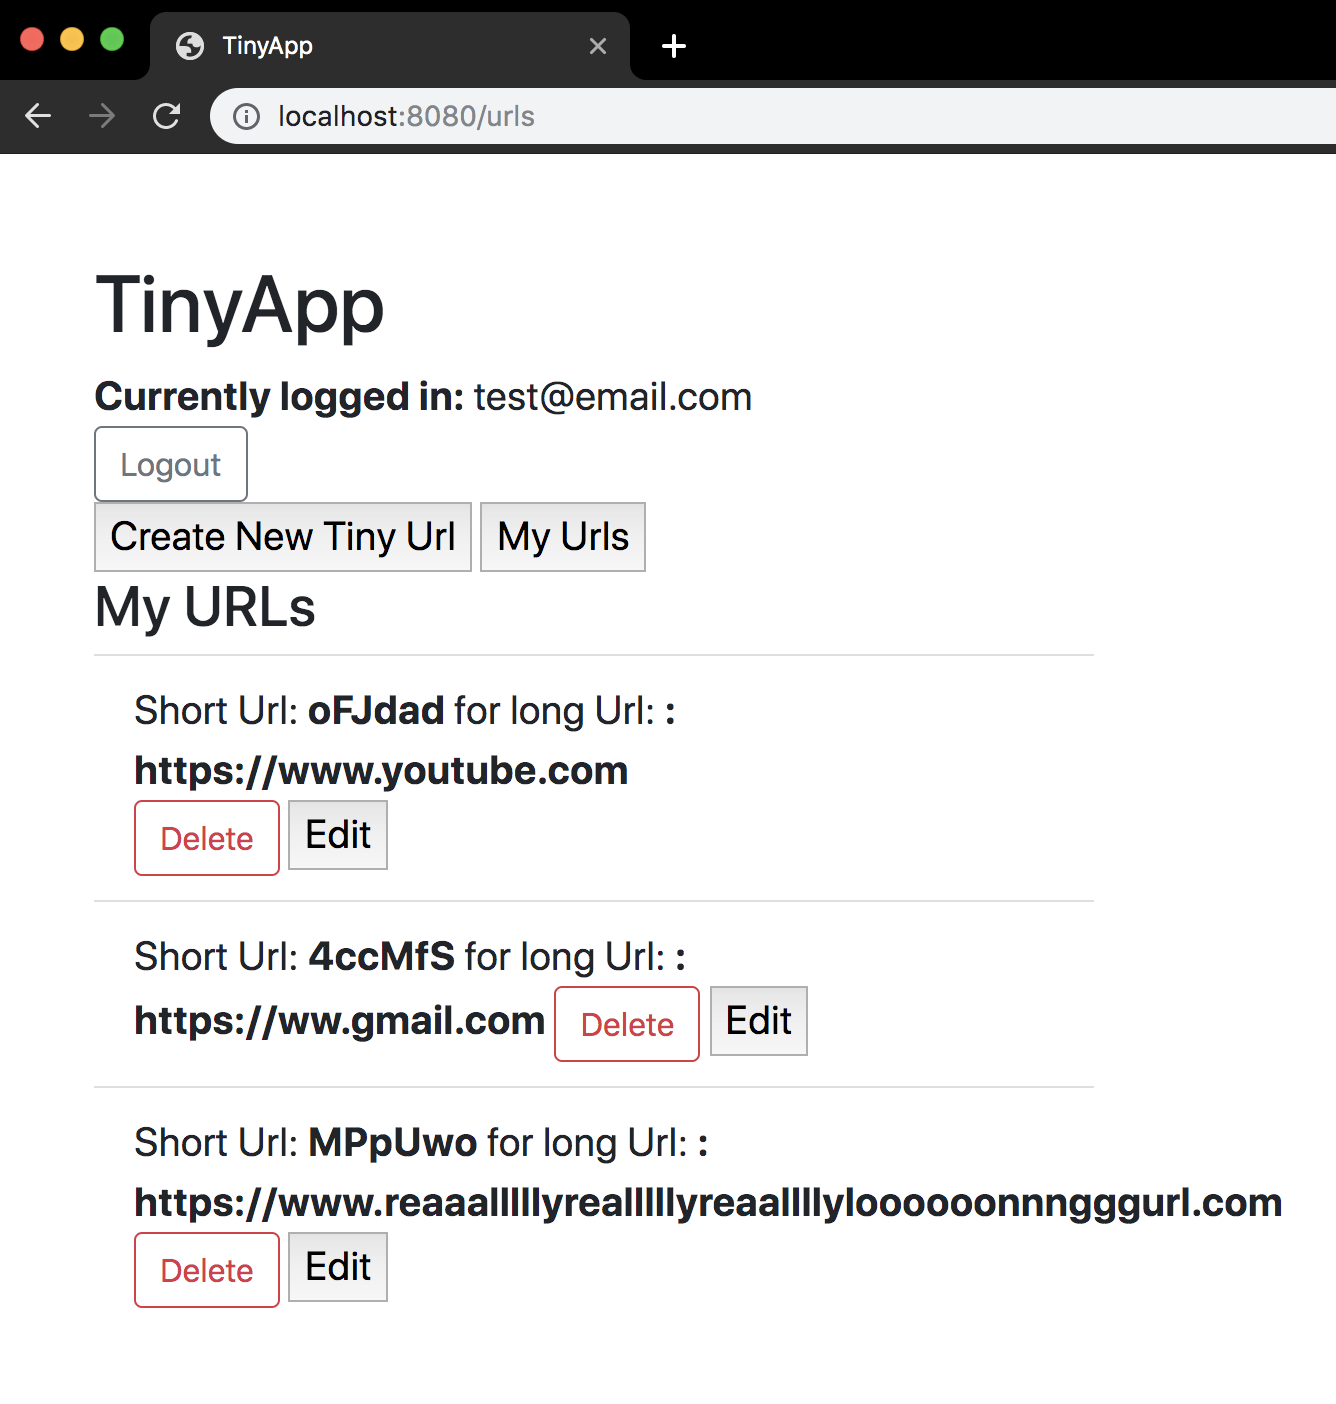 TinyApp
localhost:8080/urls
TinyApp
Currently logged in: test@email.com
Logout
Create New Tiny Url My Urls
My URLs
Short Url: oFJdad for long Url: :
https://www.youtube.com
Delete Edit
Short Url: 4ccMfS for long Url: :
https://ww.gmail.com Delete Edit
Short Url: MPpUwo for long Url: :
https://www.reaaalllllyrealllllyreaallllyloooooonnngggurl.com
Delete Edit